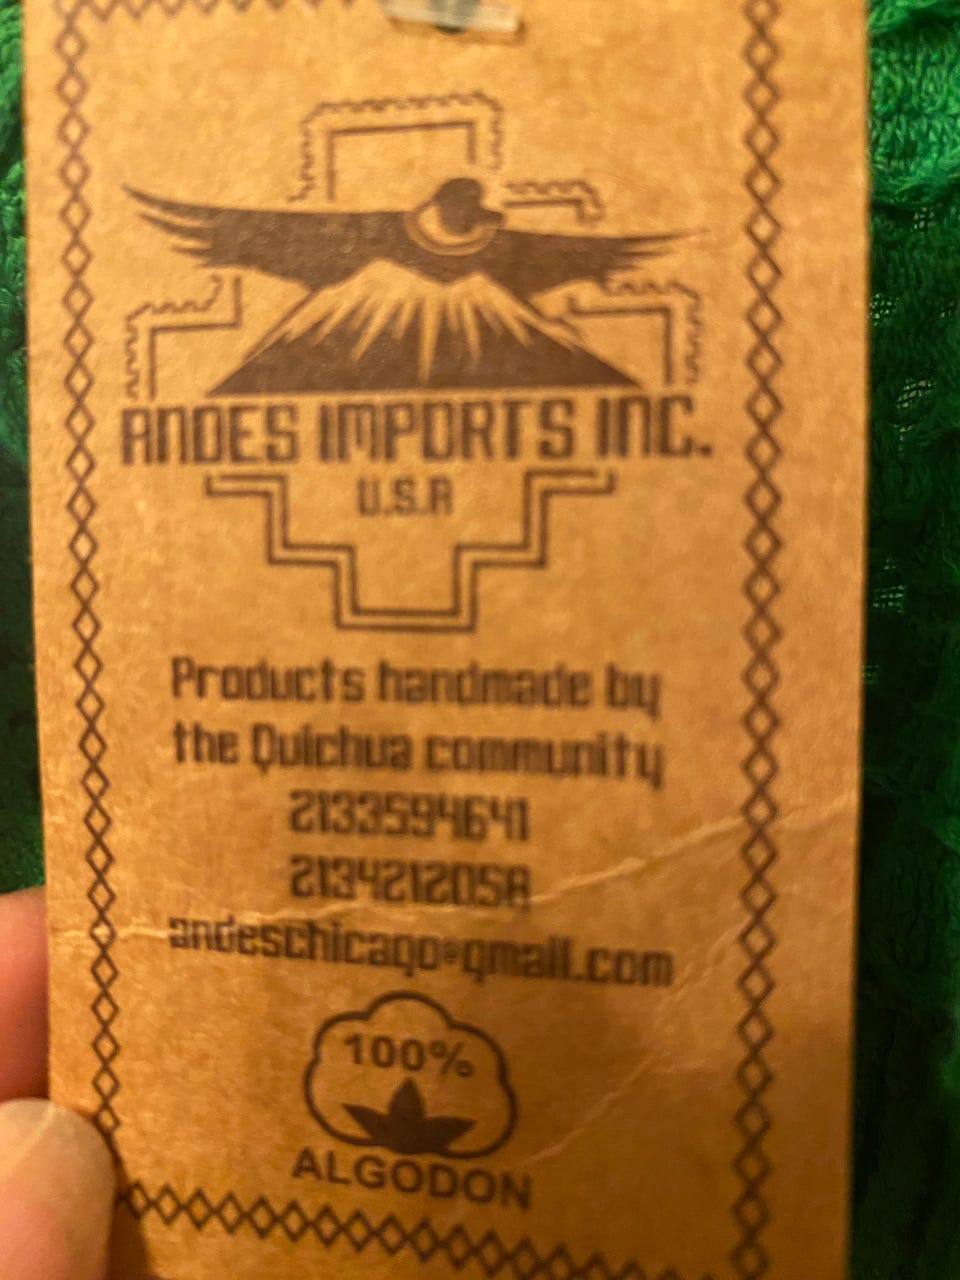 ANDES IMPORTS INC.
U.S.A
Products handmade by
the Quichua community
2133594641
2134212058
andeschicago@gmail.com
100%
ALGODON